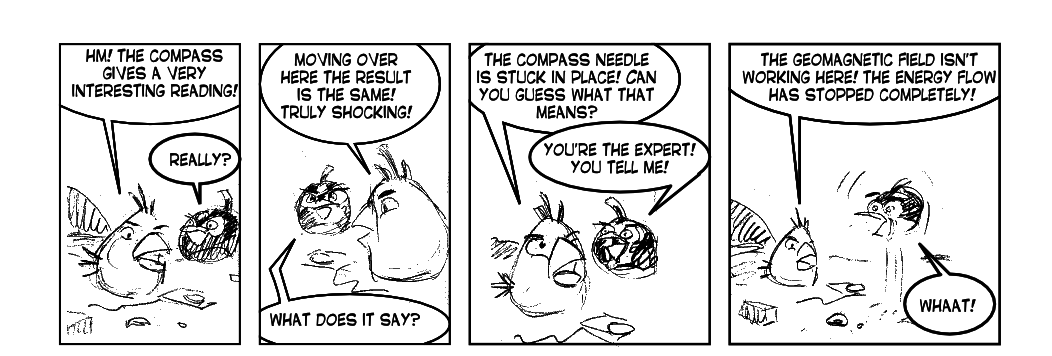 HM! THE COMPASS
GIVES A VERY
INTERESTING READING!
REALLY?
MOVING OVER
HERE THE RESULT
IS THE SAME!
TRULY SHOCKING!
WHAT DOES IT SAY?
THE COMPASS NEEDLE
IS STUCK IN PLACE! CAN
YOU GUESS WHAT THAT
MEANS?
YOU'RE THE EXPERT!
YOU TELL ME!
THE GEOMAGNETIC FIELD ISN'T
WORKING HERE! THE ENERGY FLOW
HAS STOPPED COMPLETELY!
WHAAT!